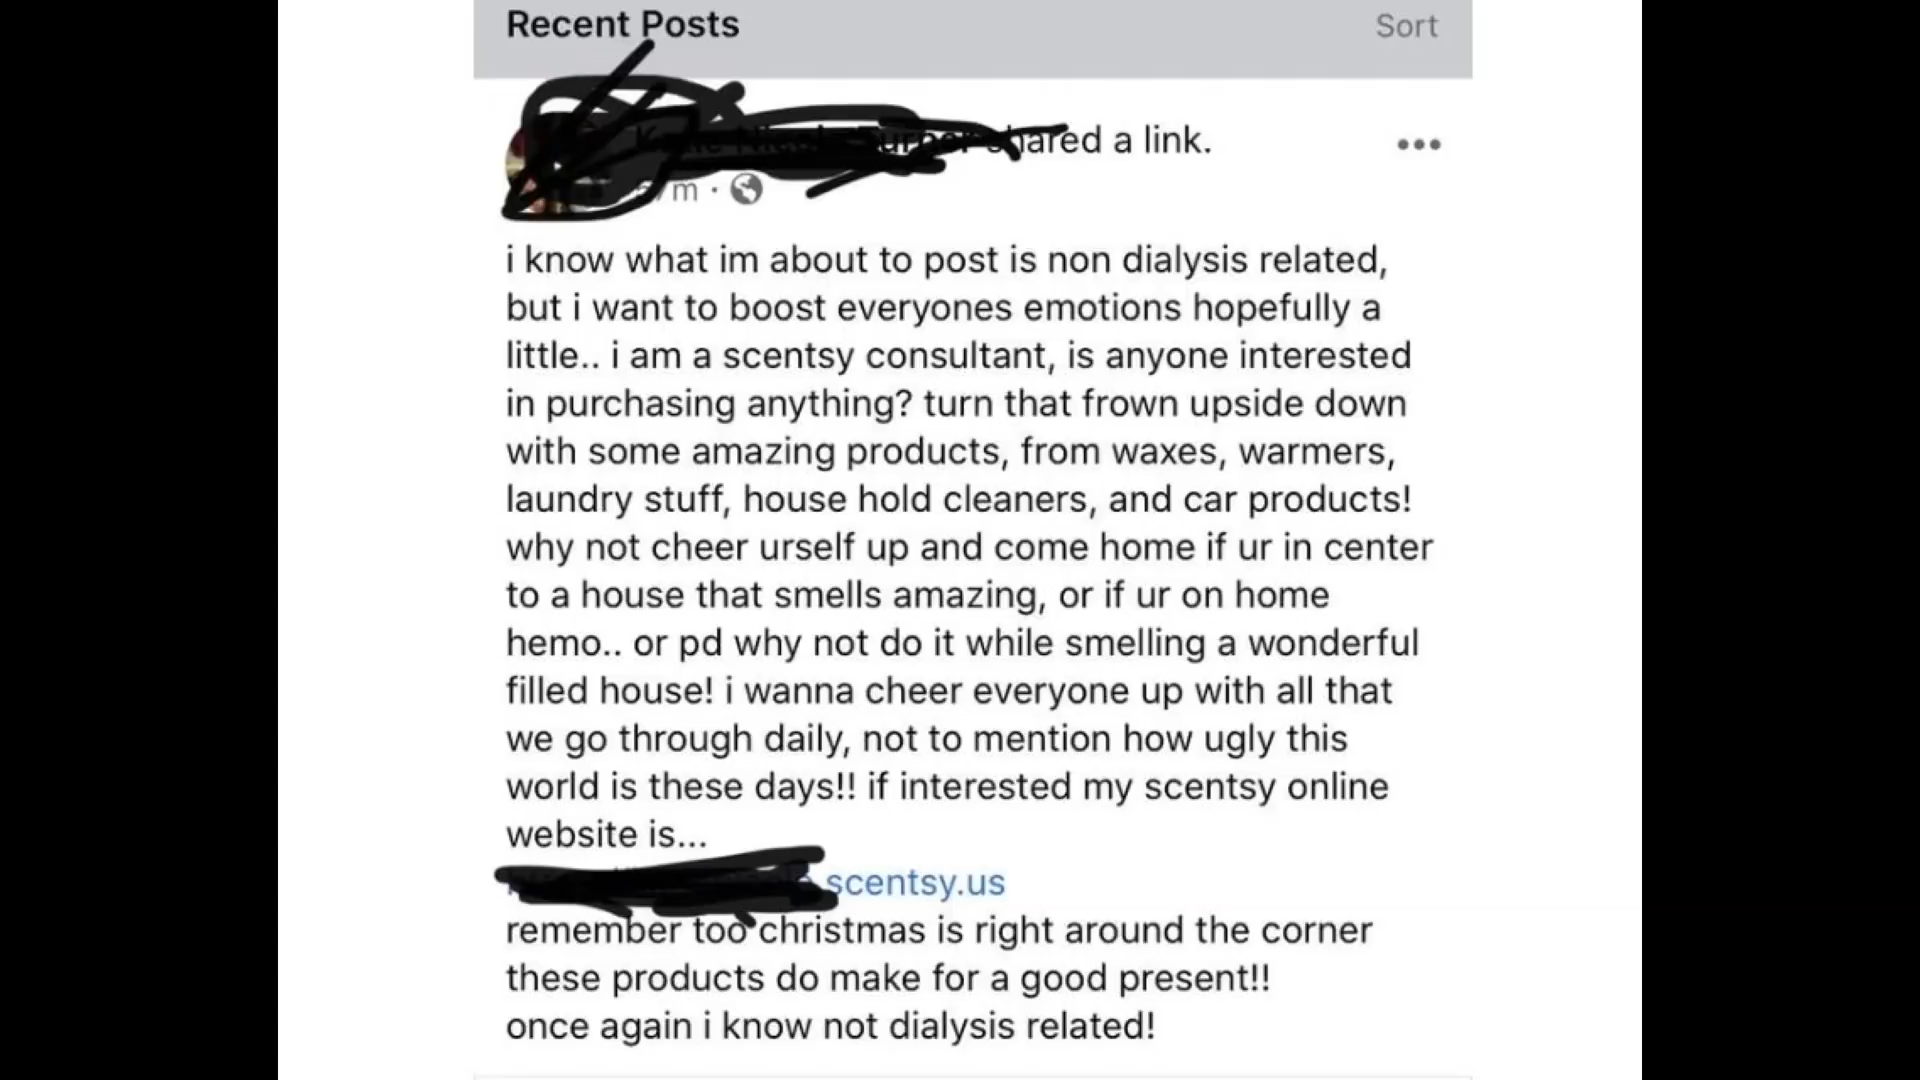 Recent Posts
Sort
shared a link.
m ·
i know what im about to post is non dialysis related,
but i want to boost everyones emotions hopefully a
little.. i am a scentsy consultant, is anyone interested
in purchasing anything? turn that frown upside down
with some amazing products, from waxes, warmers,
laundry stuff, house hold cleaners, and car products!
why not cheer urself up and come home if ur in center
to a house that smells amazing, or if ur on home
hemo.. or pd why not do it while smelling a wonderful
filled house! i wanna cheer everyone up with all that
we go through daily, not to mention how ugly this
world is these days!! if interested my scentsy online
website is...
.scentsy.us
remember too christmas is right around the corner
these products do make for a good present!!
once again i know not dialysis related!